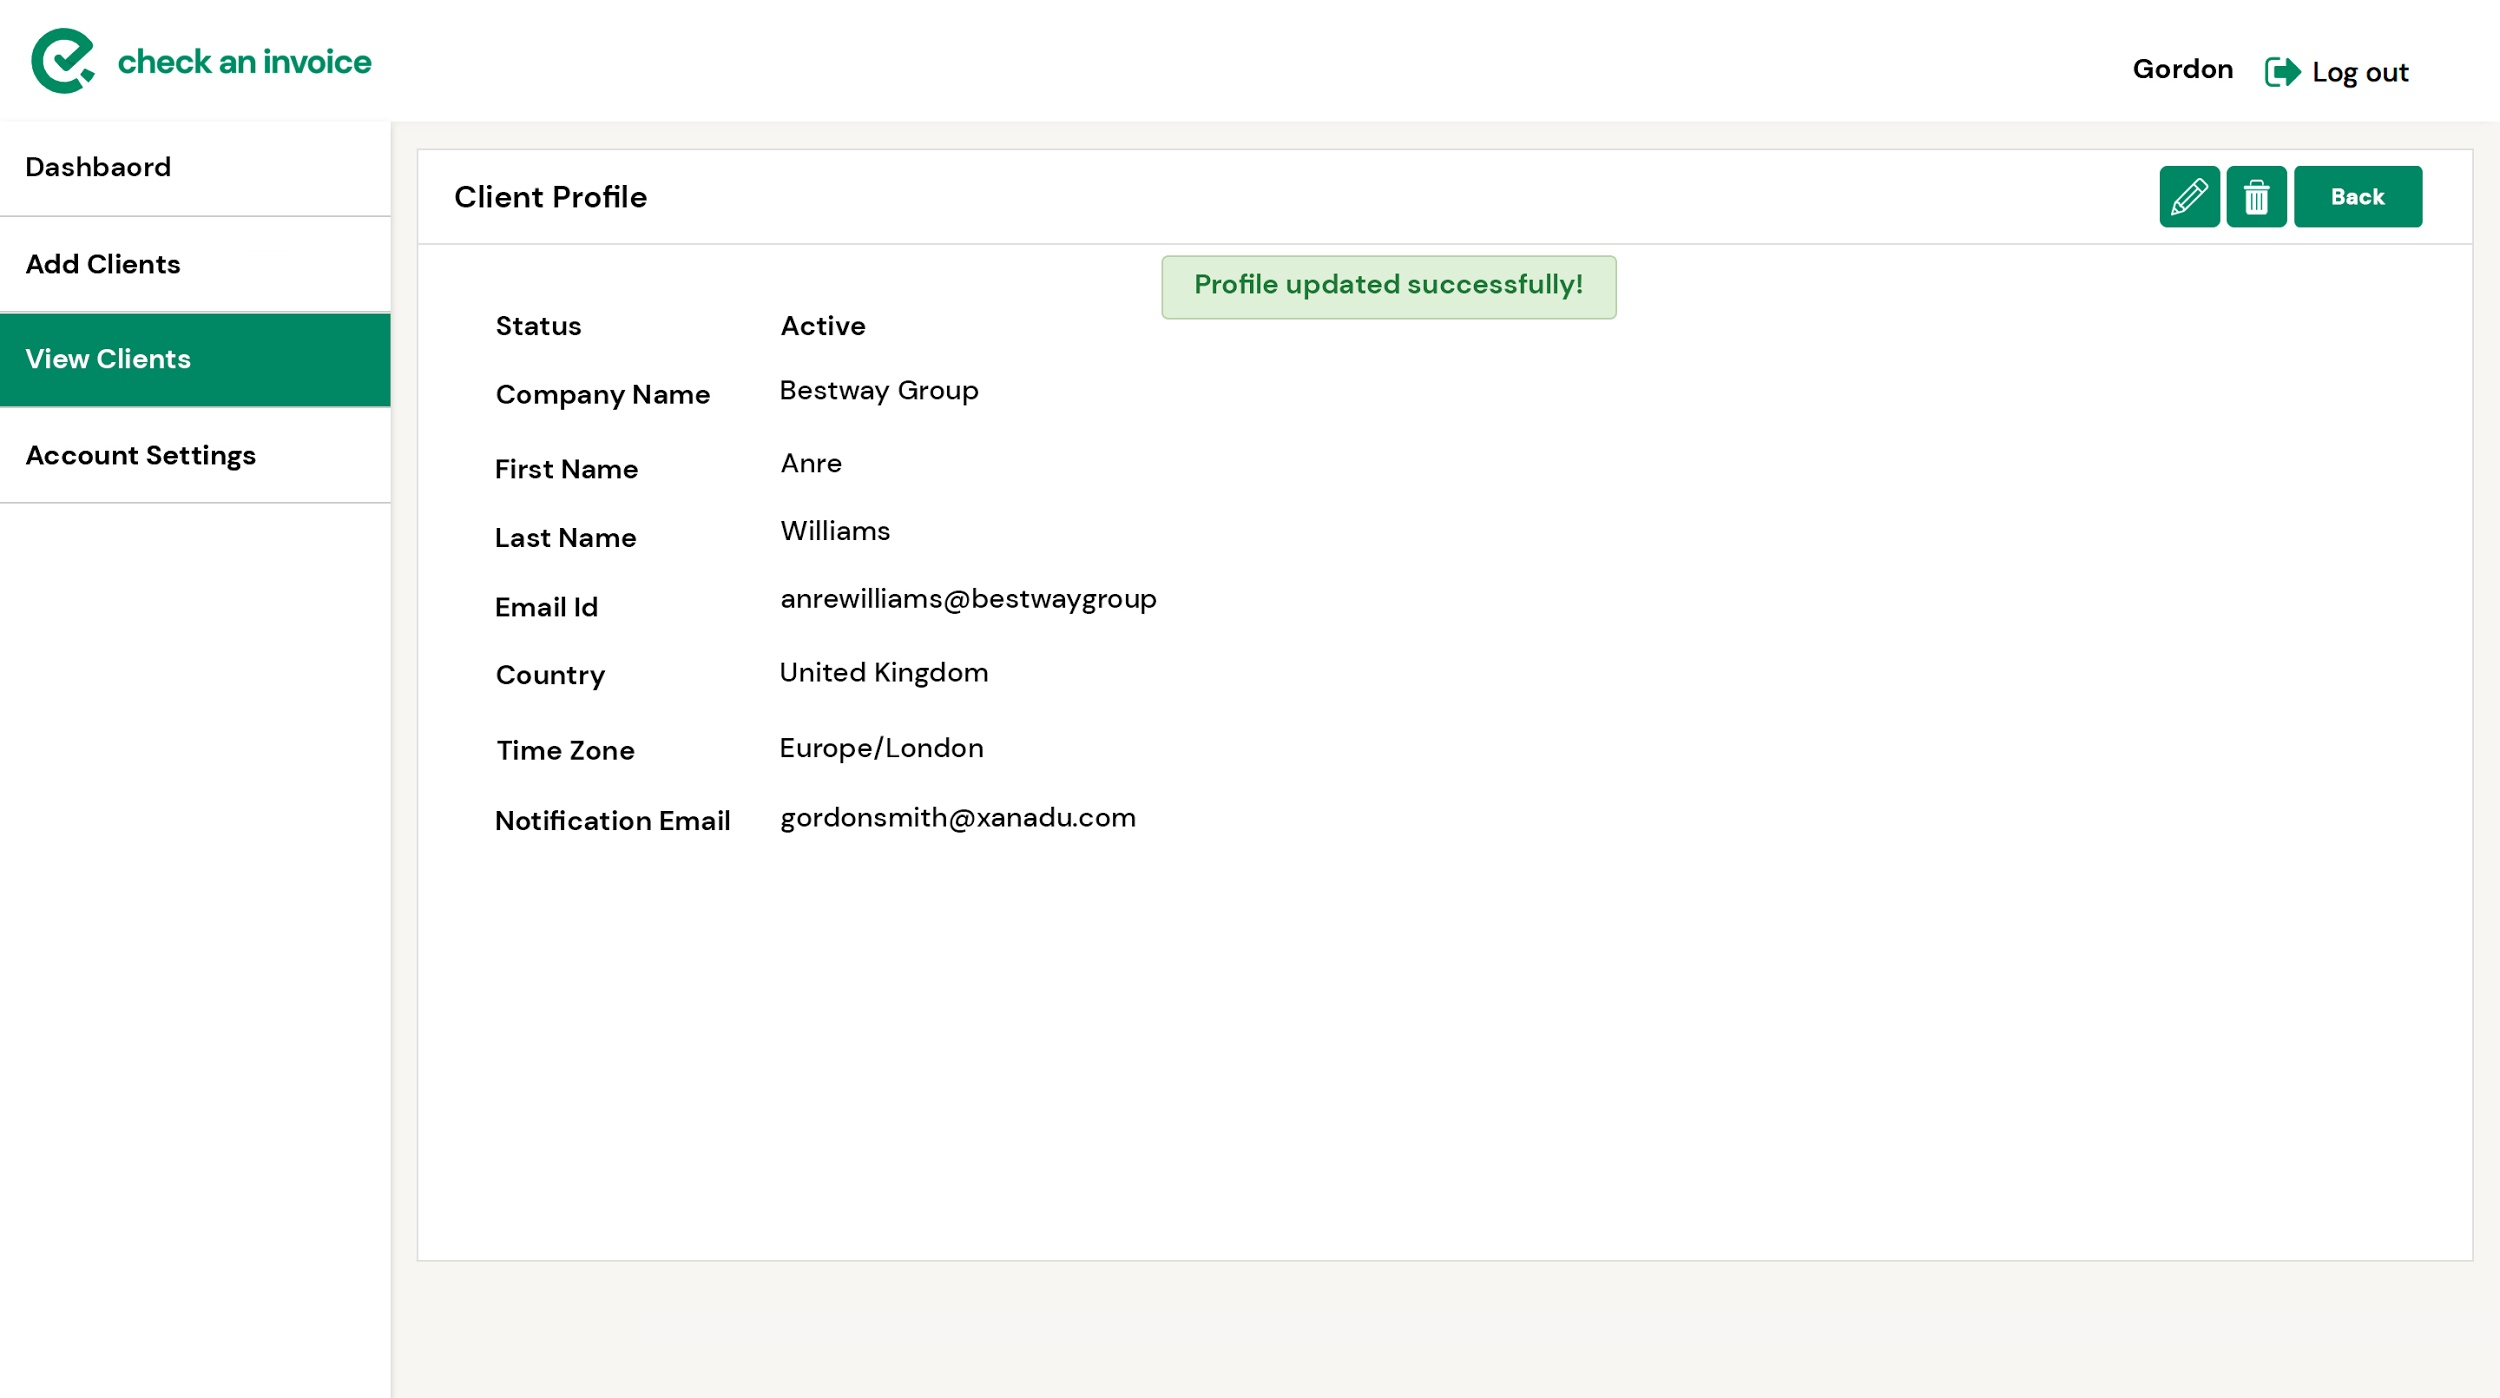 check an invoice
Gordon
Log out
Dashbaord
Add Clients
View Clients
Account Settings
Client Profile
Back
Profile updated successfully!
Status Active
Company Name Bestway Group
First Name Anre
Last Name Williams
Email Id anrewilliams@bestwaygroup
Country United Kingdom
Time Zone Europe/London
Notification Email gordonsmith@xanadu.com